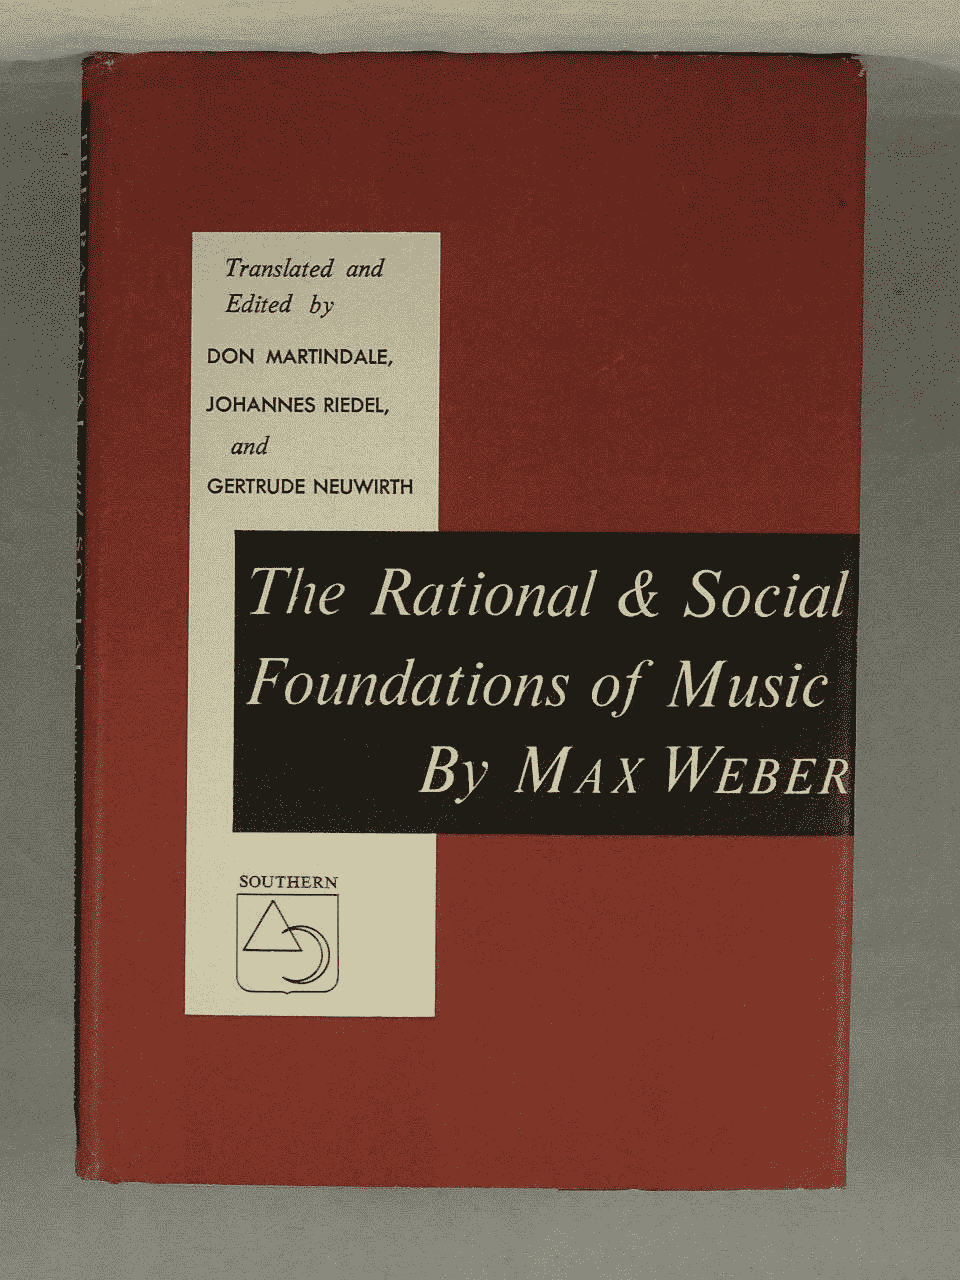 Translated and
Edited by
DON MARTINDALE,
JOHANNES RIEDEL,
and
GERTRUDE NEUWIRTH
The Rational & Social
Foundations of Music
By MAX WEBER
SOUTHERN